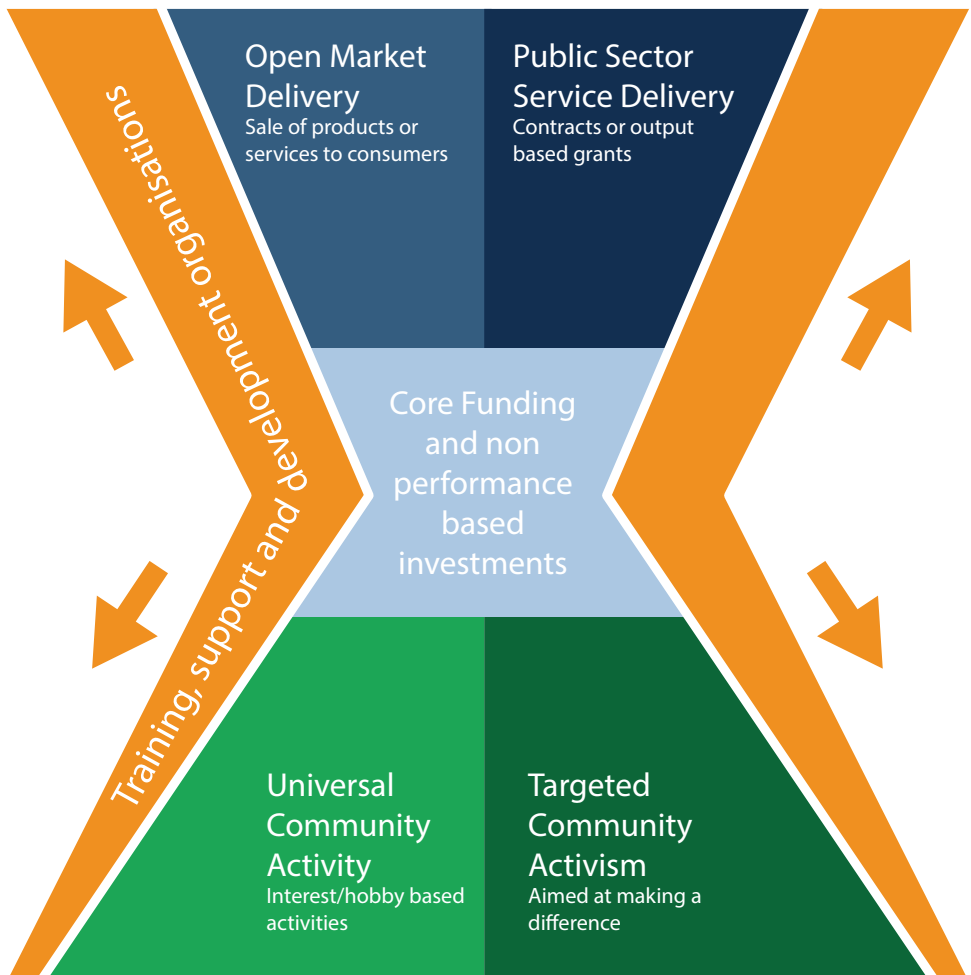 Open Market
Delivery
Sale of products or
services to consumers
Public Sector
Service Delivery
Contracts or output
based grants
Training, support and development organisations
Core Funding
and non
performance
based
investments
Universal
Community
Activity
Interest/hobby based
activities
Targeted
Community
Activism
Aimed at making a
difference